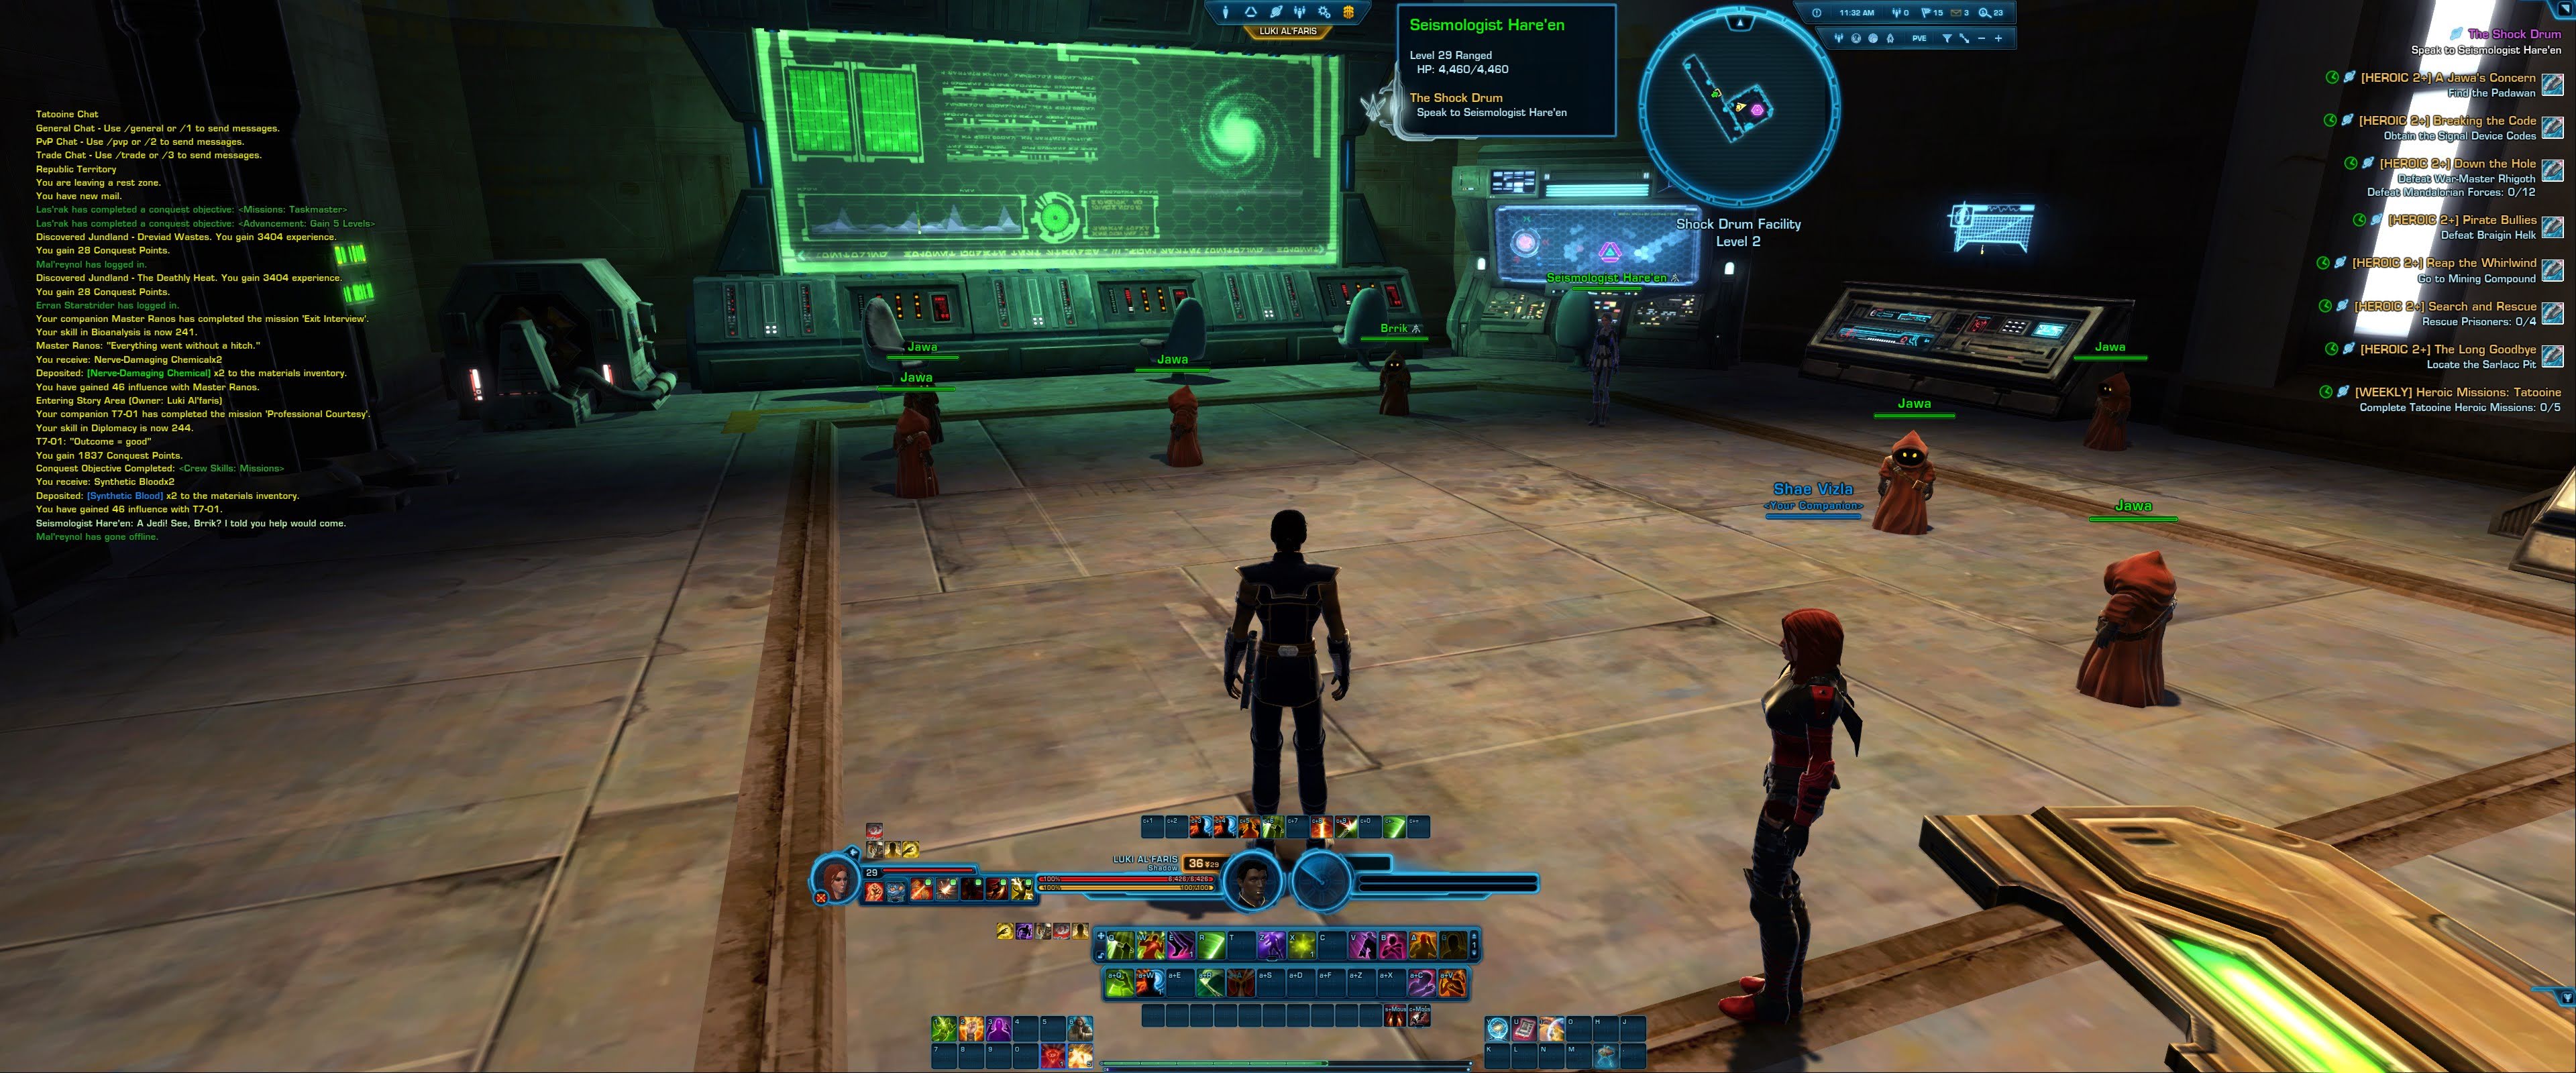 Tatooine Chat
General Chat - Use /general or /1 to send messages.
PvP Chat - Use /pvp or /2 to send messages.
Trade Chat - Use /trade or /3 to send messages.
Republic Territory
You are leaving a rest zone.
You have new mail.
Las'rak has completed a conquest objective: <Missions: Taskmaster>
Las'rak has completed a conquest objective: <Advancement: Gain 5 Levels>
Discovered Jundland - Dreviad Wastes. You gain 3404 experience.
You gain 28 Conquest Points.
Mal'reynol has logged in.
Discovered Jundland - The Deathly Heat. You gain 3404 experience.
You gain 28 Conquest Points.
Erran Starstrider has logged in.
Your companion Master Ranos has completed the mission 'Exit Interview'.
Your skill in Bioanalysis is now 241.
Master Ranos: "Everything went without a hitch."
You receive: Nerve-Damaging Chemicalx2
Deposited: [Nerve-Damaging Chemical] x2 to the materials inventory.
You have gained 46 influence with Master Ranos.
Entering Story Area (Owner: Luki Al'faris)
Your companion T7-01 has completed the mission 'Professional Courtesy'.
Your skill in Diplomacy is now 244.
T7-01: "Outcome = good"
You gain 1837 Conquest Points.
Conquest Objective Completed: <Crew Skills: Missions>
You receive: Synthetic Bloodx2
Deposited: [Synthetic Blood] x2 to the materials inventory.
You have gained 46 influence with T7-01.
Seismologist Hare'en: A Jedi! See, Brrik? I told you help would come.
Mal'reynol has gone offline.
LUKI AL'FARIS
Seismologist Hare'en
Level 29 Ranged
HP: 4,460/4,460
The Shock Drum
Speak to Seismologist Hare'en
11:32 AM 0 15 3 23
PVE
Shock Drum Facility
Level 2
The Shock Drum
Speak to Seismologist Hare'en
[HEROIC 2+] A Jawa's Concern
Find the Padawan
[HEROIC 2+] Breaking the Code
Obtain the Signal Device Codes
[HEROIC 2+] Down the Hole
Defeat War-Master Rhigoth
Defeat Mandalorian Forces: 0/12
[HEROIC 2+] Pirate Bullies
Defeat Braigin Helk
[HEROIC 2+] Reap the Whirlwind
Go to Mining Compound
[HEROIC 2+] Search and Rescue
Rescue Prisoners: 0/4
[HEROIC 2+] The Long Goodbye
Locate the Sarlacc Pit
[WEEKLY] Heroic Missions: Tatooine
Complete Tatooine Heroic Missions: 0/5
Seismologist Hare'en
Brrik
Jawa
Jawa
Jawa
Jawa
Jawa
Jawa
Shae Vizla
<Your Companion>
LUKI AL'FARIS
Shadow
36 29
29
100% 6,426/6,426
100% 100/100